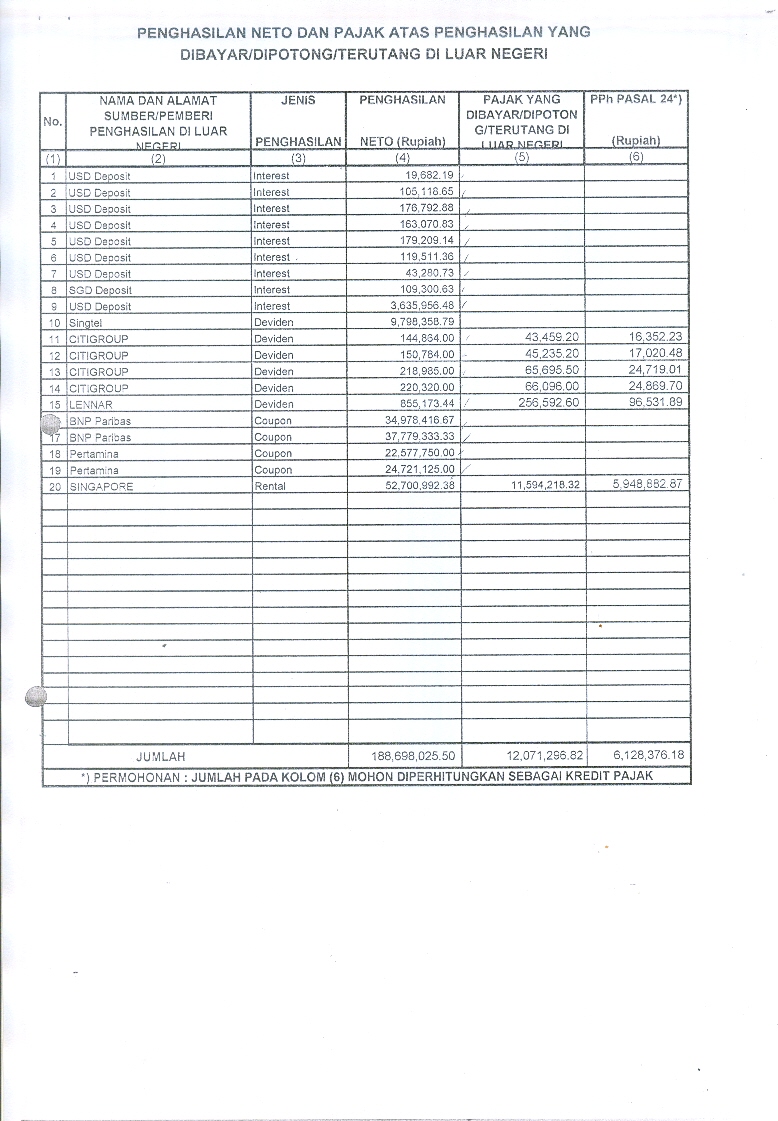 PENGHASILAN NETO DAN PAJAK ATAS PENGHASILAN YANG
DIBAYAR/DIPOTONG/TERUTANG DI LUAR NEGERI
No. NAMA DAN ALAMAT SUMBER/PEMBERI PENGHASILAN DI LUAR NEGERI JENIS PENGHASILAN PENGHASILAN NETO (Rupiah) PAJAK YANG DIBAYAR/DIPOTON G/TERUTANG DI LUAR NEGERI PPh PASAL 24*) (Rupiah)
(1) (2) (3) (4) (5) (6)
1 USD Deposit Interest 19,682.19
2 USD Deposit Interest 105,116.65
3 USD Deposit Interest 176,792.88
4 USD Deposit Interest 163,070.83
5 USD Deposit Interest 179,209.14
6 USD Deposit Interest 119,511.36
7 USD Deposit Interest 43,280.73
8 SGD Deposit Interest 109,300.63
9 USD Deposit Interest 3,635,956.48
10 Singtel Deviden 9,798,358.79
11 CITIGROUP Deviden 144,864.00 43,459.20 16,352.23
12 CITIGROUP Deviden 150,784.00 45,235.20 17,020.48
13 CITIGROUP Deviden 218,985.00 65,695.50 24,719.01
14 CITIGROUP Deviden 220,320.00 66,096.00 24,869.70
15 LENNAR Deviden 855,173.44 256,592.60 96,531.89
BNP Paribas Coupon 34,978,416.67
17 BNP Paribas Coupon 37,779,333.33
18 Pertamina Coupon 22,577,750.00
19 Pertamina Coupon 24,721,125.00
20 SINGAPORE Rental 52,700,992.38 11,594,218.32 5,948,882.87
JUMLAH 188,698,025.50 12,071,296.82 6,128,376.18
*) PERMOHONAN : JUMLAH PADA KOLOM (6) MOHON DIPERHITUNGKAN SEBAGAI KREDIT PAJAK